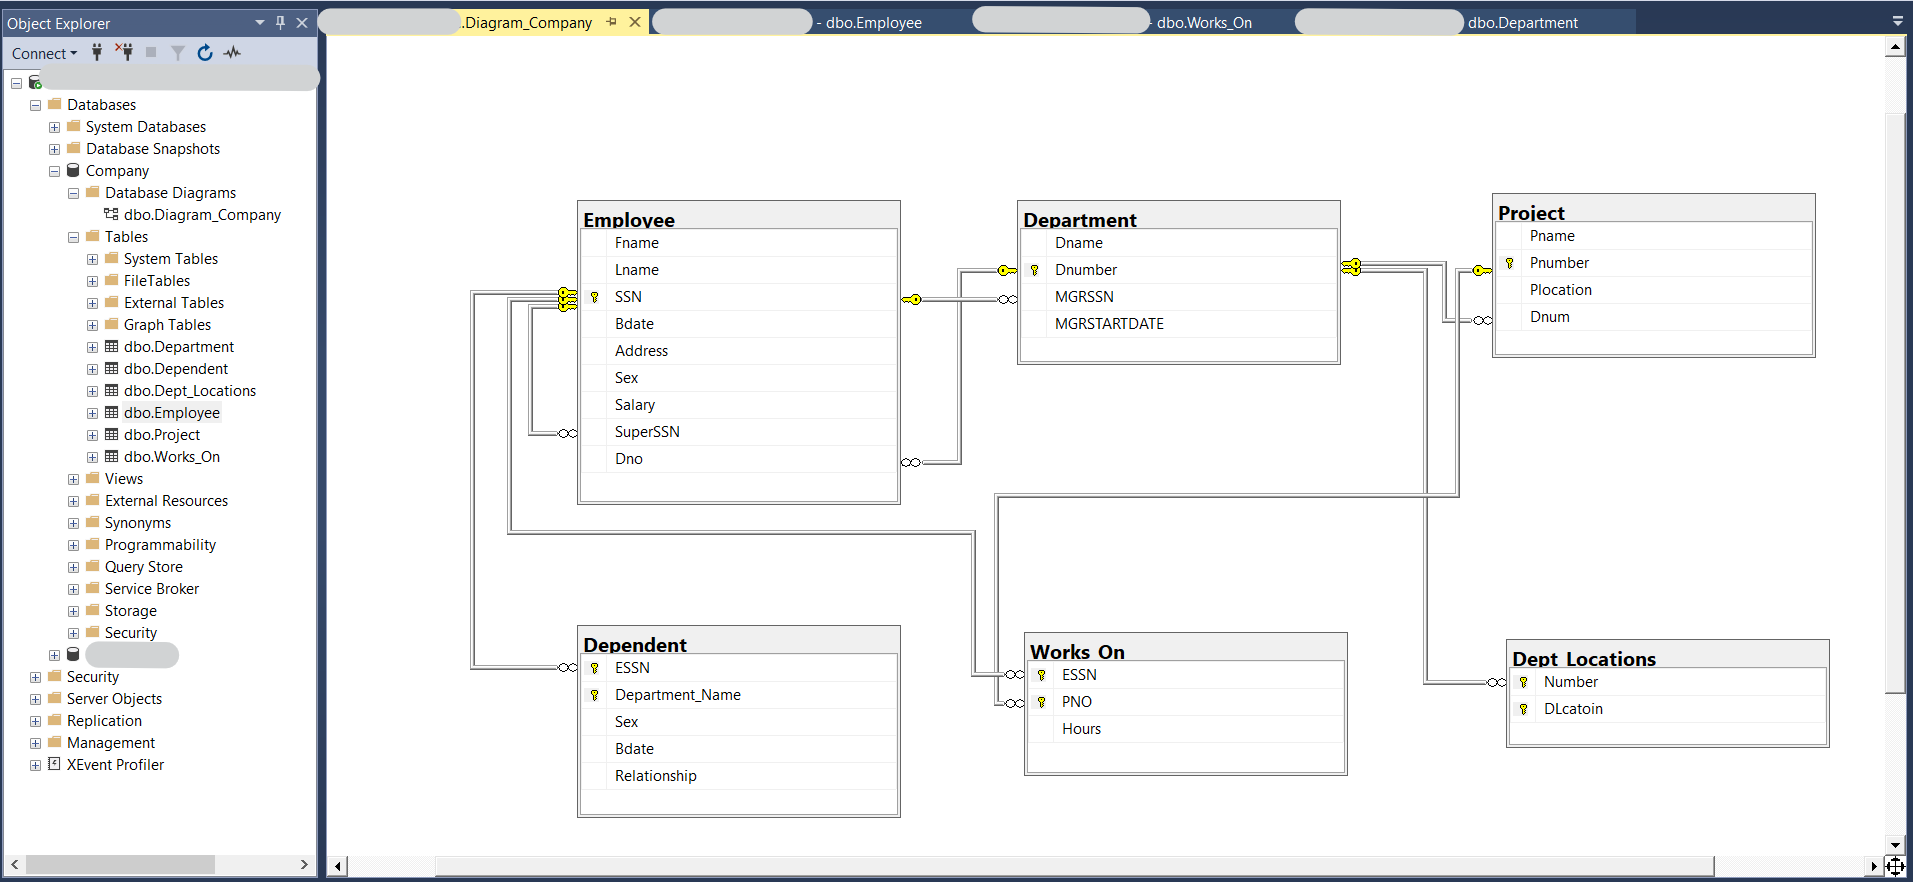 Object Explorer
.Diagram_Company
- dbo.Employee
- dbo.Works_On
dbo.Department
Connect
Databases
System Databases
Database Snapshots
Company
Database Diagrams
dbo.Diagram_Company
Tables
System Tables
FileTables
External Tables
Graph Tables
dbo.Department
dbo.Dependent
dbo.Dept_Locations
dbo.Employee
dbo.Project
dbo.Works_On
Views
External Resources
Synonyms
Programmability
Query Store
Service Broker
Storage
Security
Security
Server Objects
Replication
Management
XEvent Profiler
Employee
Fname
Lname
SSN
Bdate
Address
Sex
Salary
SuperSSN
Dno
Department
Dname
Dnumber
MGRSSN
MGRSTARTDATE
Project
Pname
Pnumber
Plocation
Dnum
Dependent
ESSN
Department_Name
Sex
Bdate
Relationship
Works_On
ESSN
PNO
Hours
Dept_Locations
Number
DLcatoin